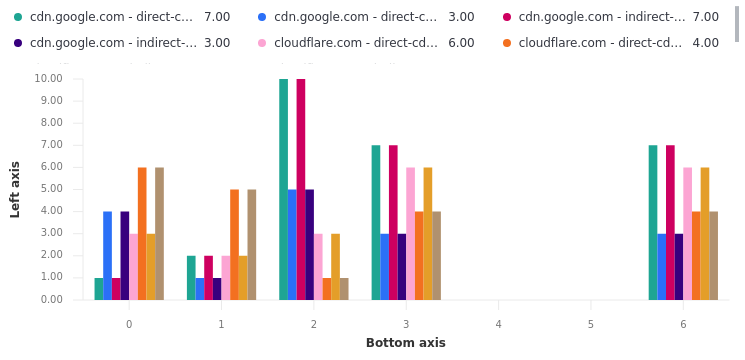 cdn.google.com - direct-c... 7.00 cdn.google.com - direct-c... 3.00 cdn.google.com - indirect-... 7.00
cdn.google.com - indirect-... 3.00 cloudflare.com - direct-cd... 6.00 cloudflare.com - direct-cd... 4.00
10.00
9.00
8.00
7.00
6.00
5.00
4.00
3.00
2.00
1.00
0.00
Left axis
0 1 2 3 4 5 6
Bottom axis